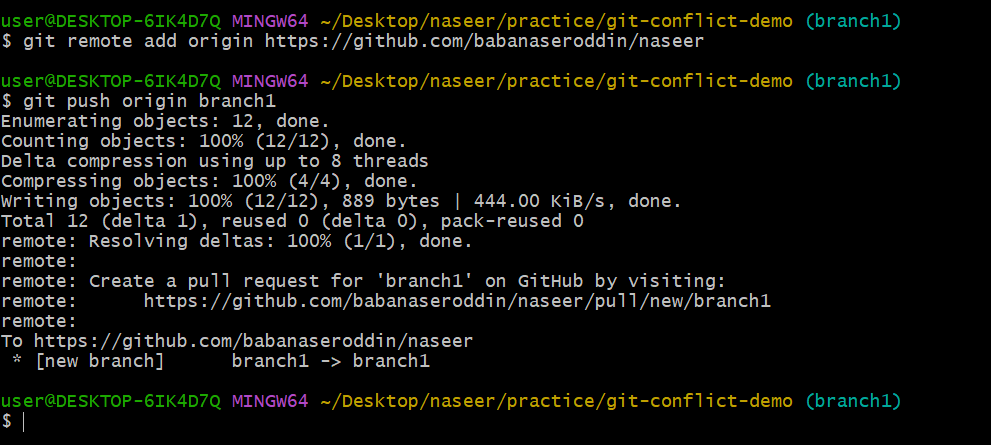 user@DESKTOP-6IK4D7Q MINGW64 ~/Desktop/naseer/practice/git-conflict-demo (branch1)
$ git remote add origin https://github.com/babanaseroddin/naseer
user@DESKTOP-6IK4D7Q MINGW64 ~/Desktop/naseer/practice/git-conflict-demo (branch1)
$ git push origin branch1
Enumerating objects: 12, done.
Counting objects: 100% (12/12), done.
Delta compression using up to 8 threads
Compressing objects: 100% (4/4), done.
Writing objects: 100% (12/12), 889 bytes | 444.00 KiB/s, done.
Total 12 (delta 1), reused 0 (delta 0), pack-reused 0
remote: Resolving deltas: 100% (1/1), done.
remote:
remote: Create a pull request for 'branch1' on GitHub by visiting:
remote:      https://github.com/babanaseroddin/naseer/pull/new/branch1
remote:
To https://github.com/babanaseroddin/naseer
 * [new branch]      branch1 -> branch1
user@DESKTOP-6IK4D7Q MINGW64 ~/Desktop/naseer/practice/git-conflict-demo (branch1)
$